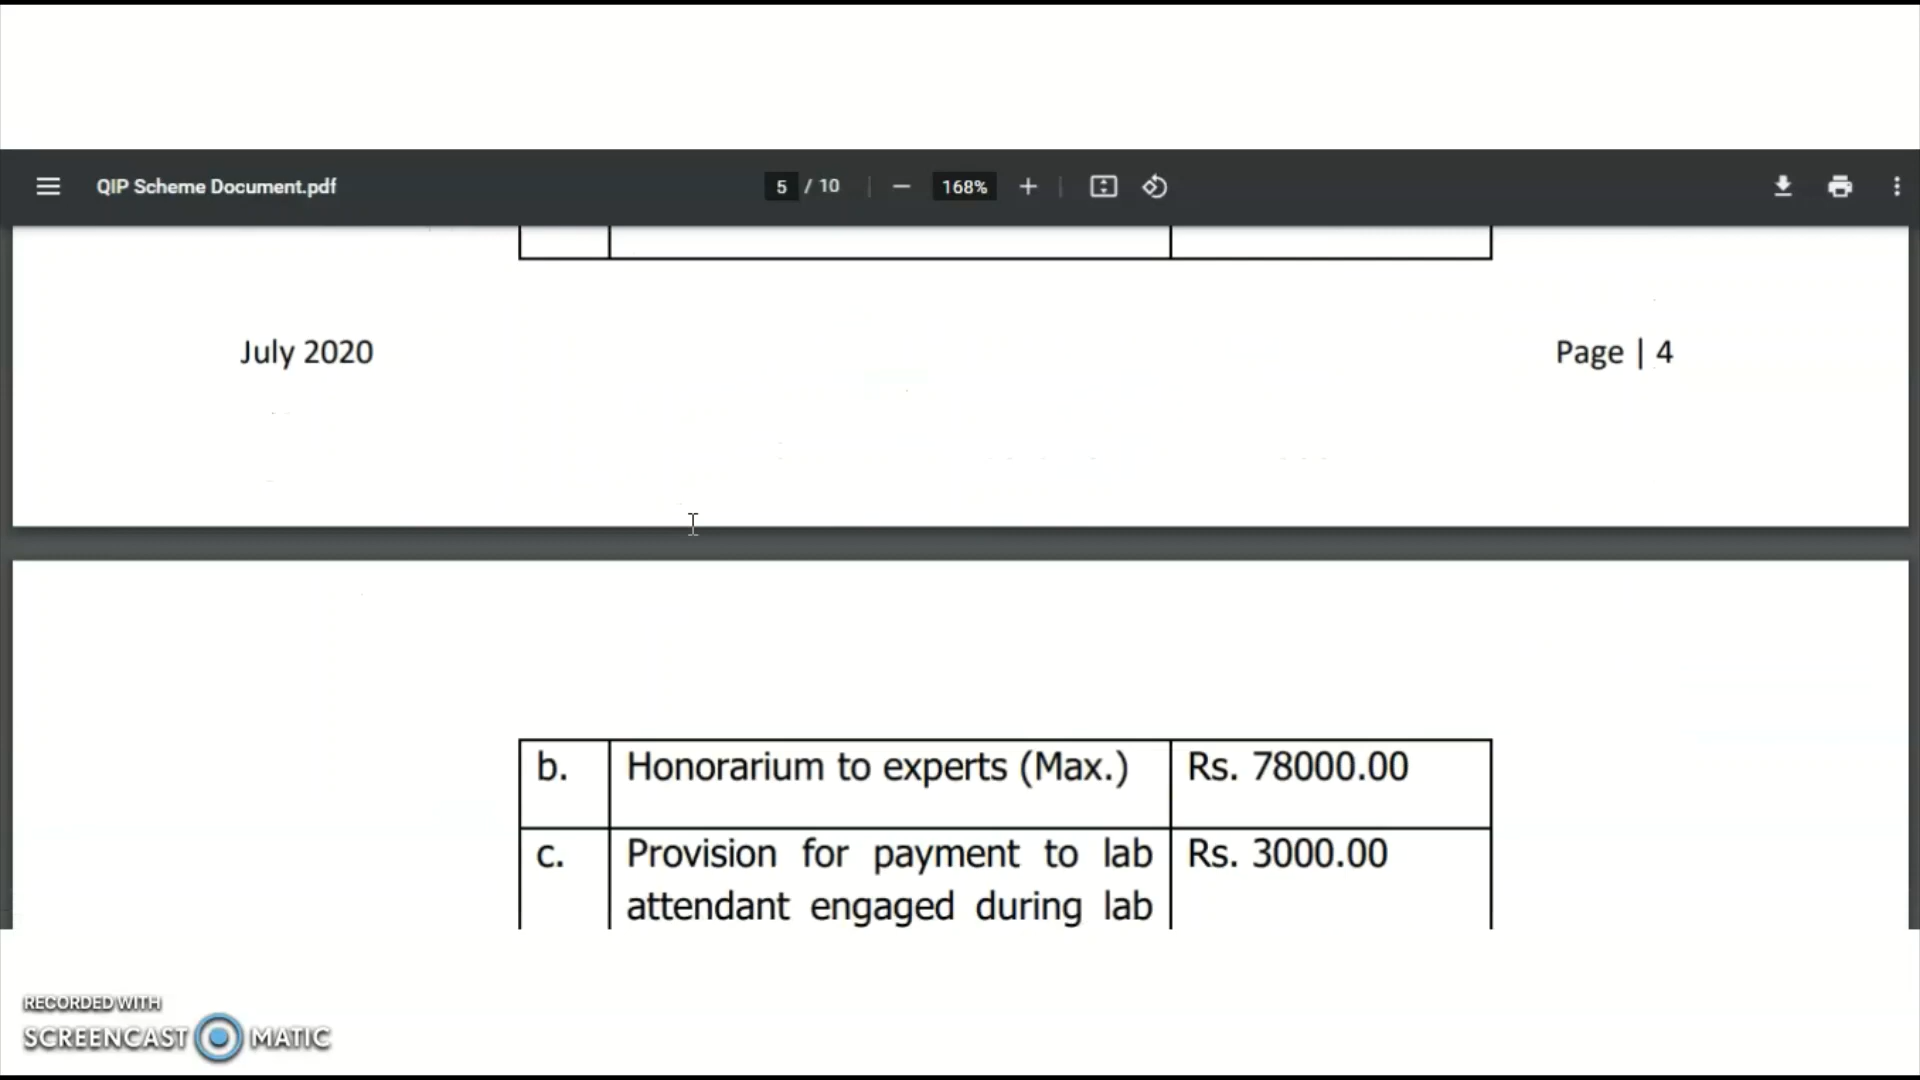 QIP Scheme Document.pdf 5 / 10 168%
July 2020 Page | 4
b. Honorarium to experts (Max.) Rs. 78000.00
c. Provision for payment to lab Rs. 3000.00
attendant engaged during lab
RECORDED WITH
SCREENCAST MATIC